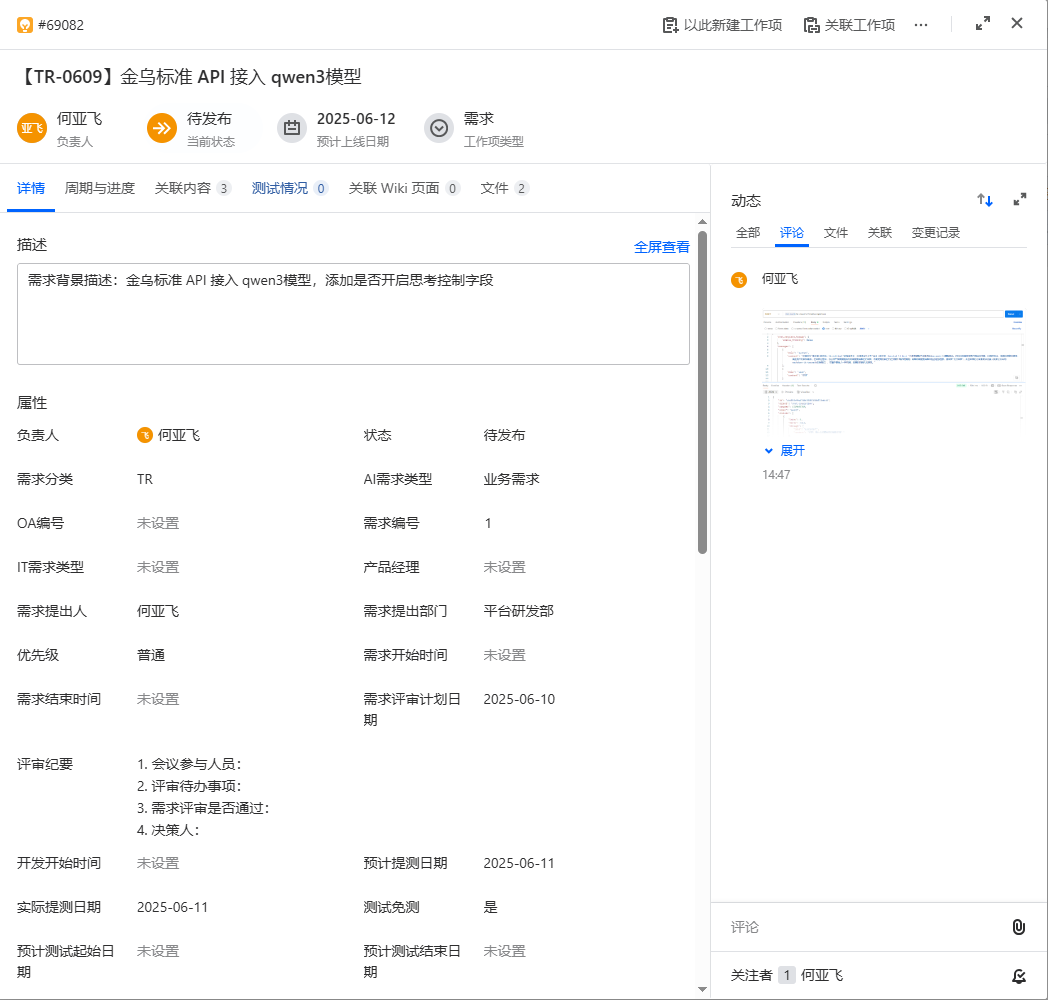 #69082
以此新建工作项
关联工作项
【TR-0609】金乌标准 API 接入 qwen3模型
亚飞
何亚飞
负责人
待发布
当前状态
2025-06-12
预计上线日期
需求
工作项类型
详情 周期与进度 关联内容 3 测试情况 0 关联 Wiki 页面 0 文件 2
描述
全屏查看
需求背景描述：金乌标准 API 接入 qwen3模型，添加是否开启思考控制字段
属性
负责人 飞 何亚飞 状态 待发布
需求分类 TR AI需求类型 业务需求
OA编号 未设置 需求编号 1
IT需求类型 未设置 产品经理 未设置
需求提出人 何亚飞 需求提出部门 平台研发部
优先级 普通 需求开始时间 未设置
需求结束时间 未设置 需求评审计划日期 2025-06-10
评审纪要
1. 会议参与人员：
2. 评审待办事项：
3. 需求评审是否通过：
4. 决策人：
开发开始时间 未设置 预计提测日期 2025-06-11
实际提测日期 2025-06-11 测试免测 是
预计测试起始日期 未设置 预计测试结束日期 未设置
动态
全部 评论 文件 关联 变更记录
飞 何亚飞
展开
14:47
评论
关注者 1 何亚飞